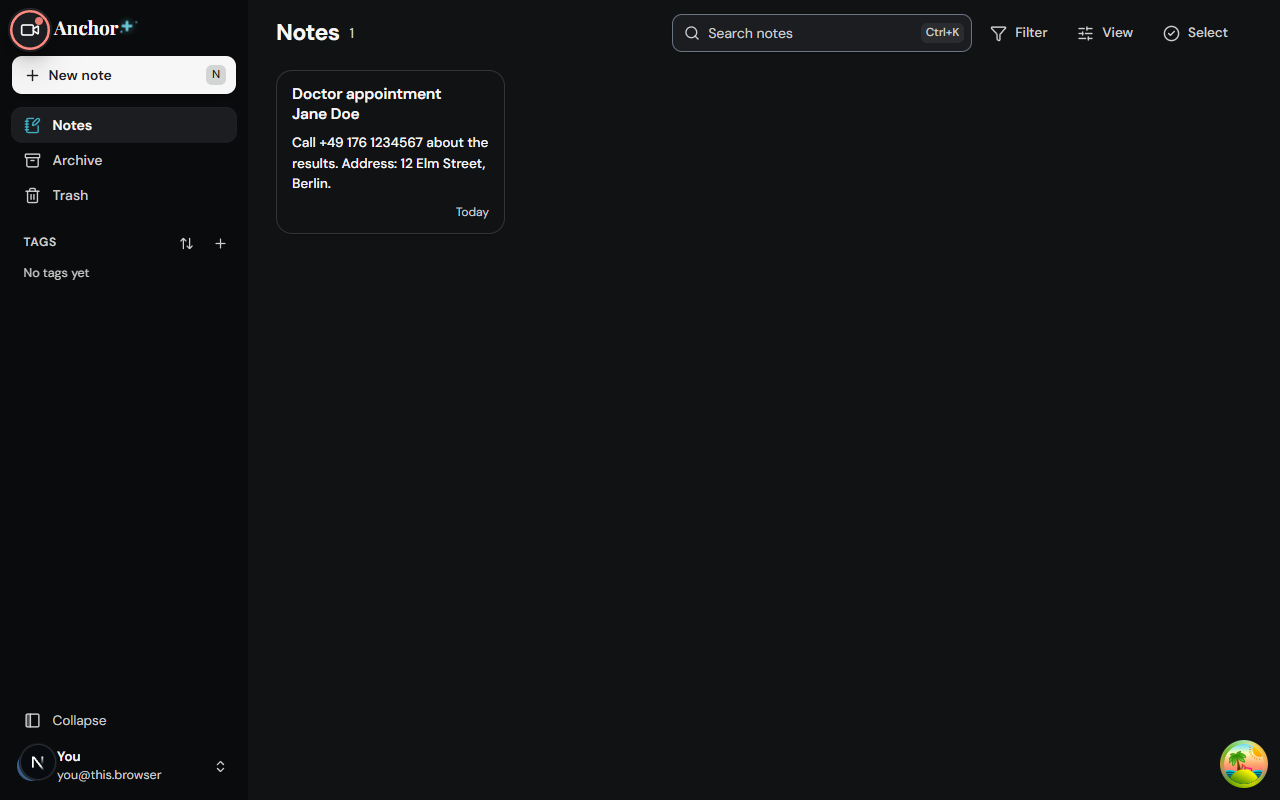 Anchor
New note
N
Notes
Archive
Trash
TAGS
No tags yet
Collapse
N
You
you@this.browser
Notes 1
Search notes
Ctrl+K
Filter
View
Select
Doctor appointment
Jane Doe
Call +49 176 1234567 about the
results. Address: 12 Elm Street,
Berlin.
Today